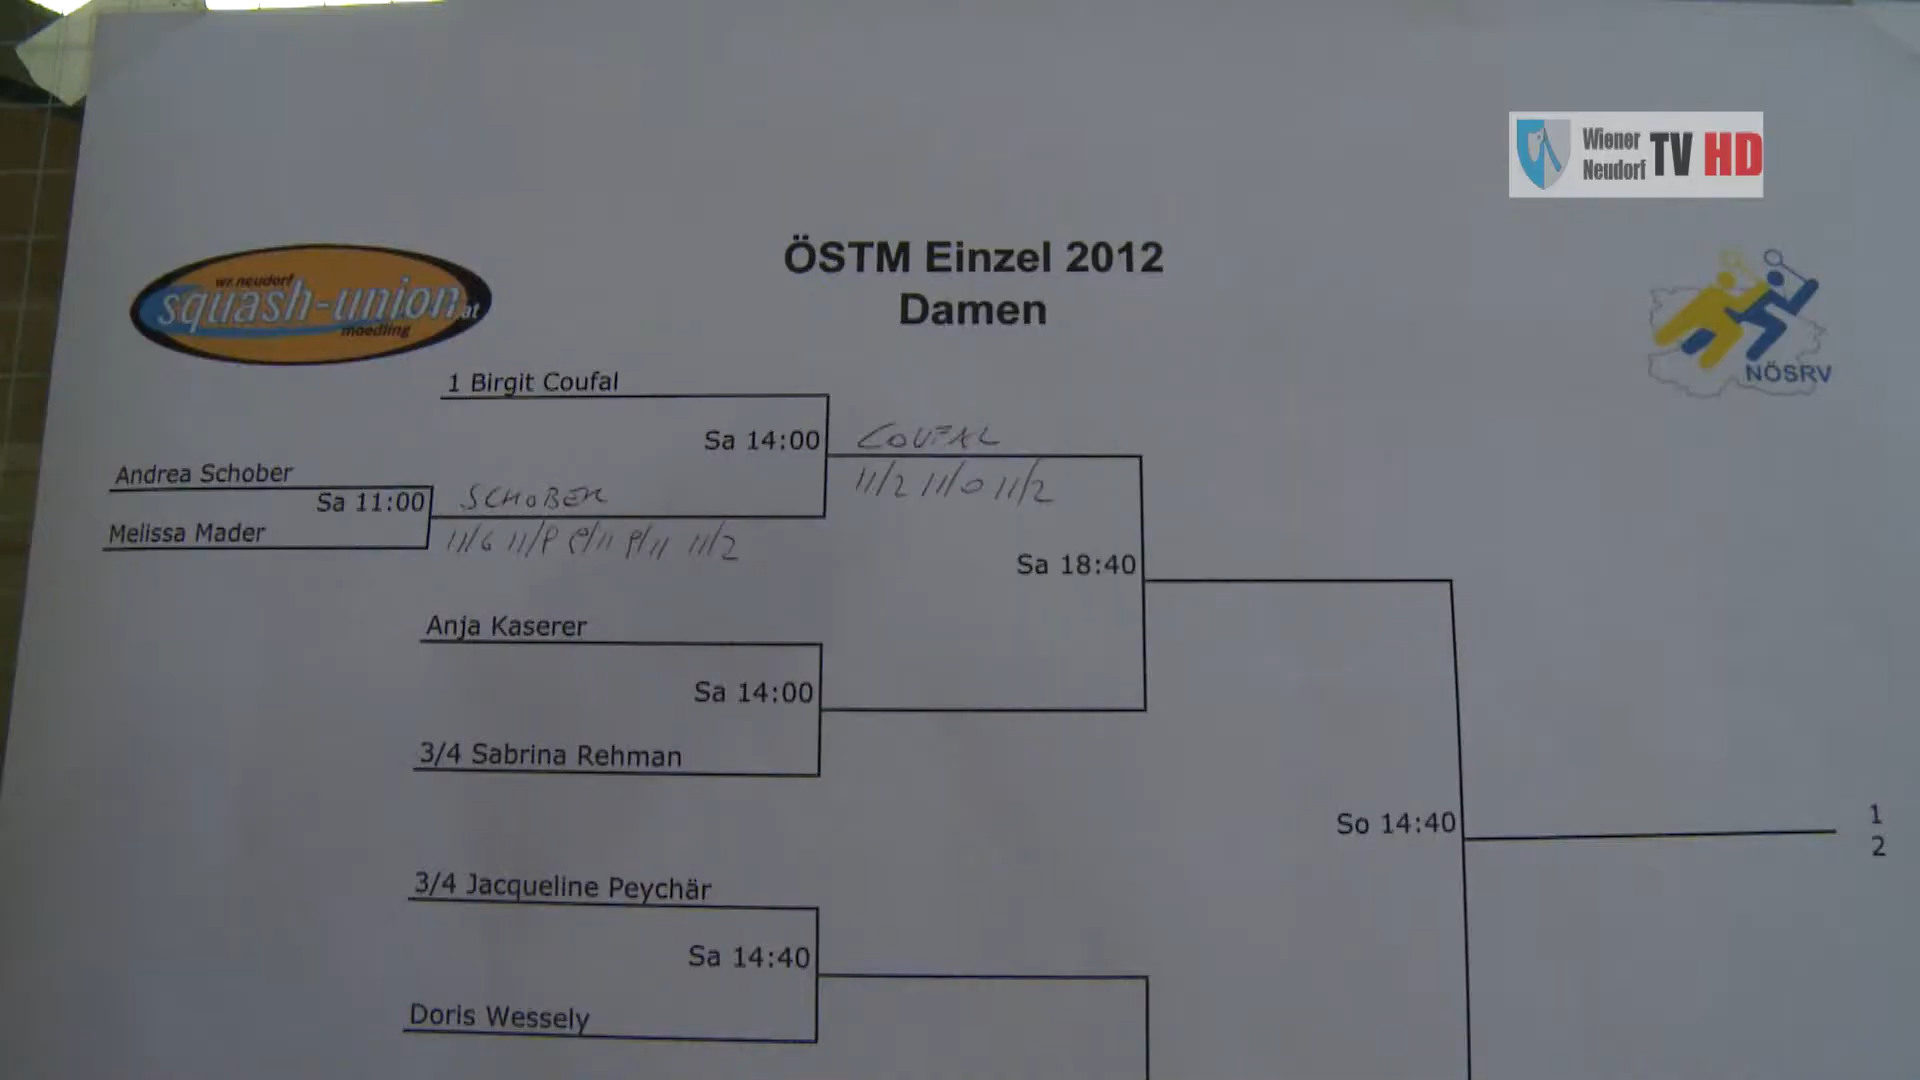 Wiener
Neudorf TV HD
ÖSTM Einzel 2012
Damen
wr.neudorf
squash-union.at
moedling
NÖSRV
1 Birgit Coufal
Sa 14:00
COUFAL
11/2 11/0 11/2
Andrea Schober
Sa 11:00
SCHOBER
Melissa Mader
11/6 11/9 9/11 9/11 11/2
Sa 18:40
Anja Kaserer
Sa 14:00
3/4 Sabrina Rehman
So 14:40
1
2
3/4 Jacqueline Peychär
Sa 14:40
Doris Wessely